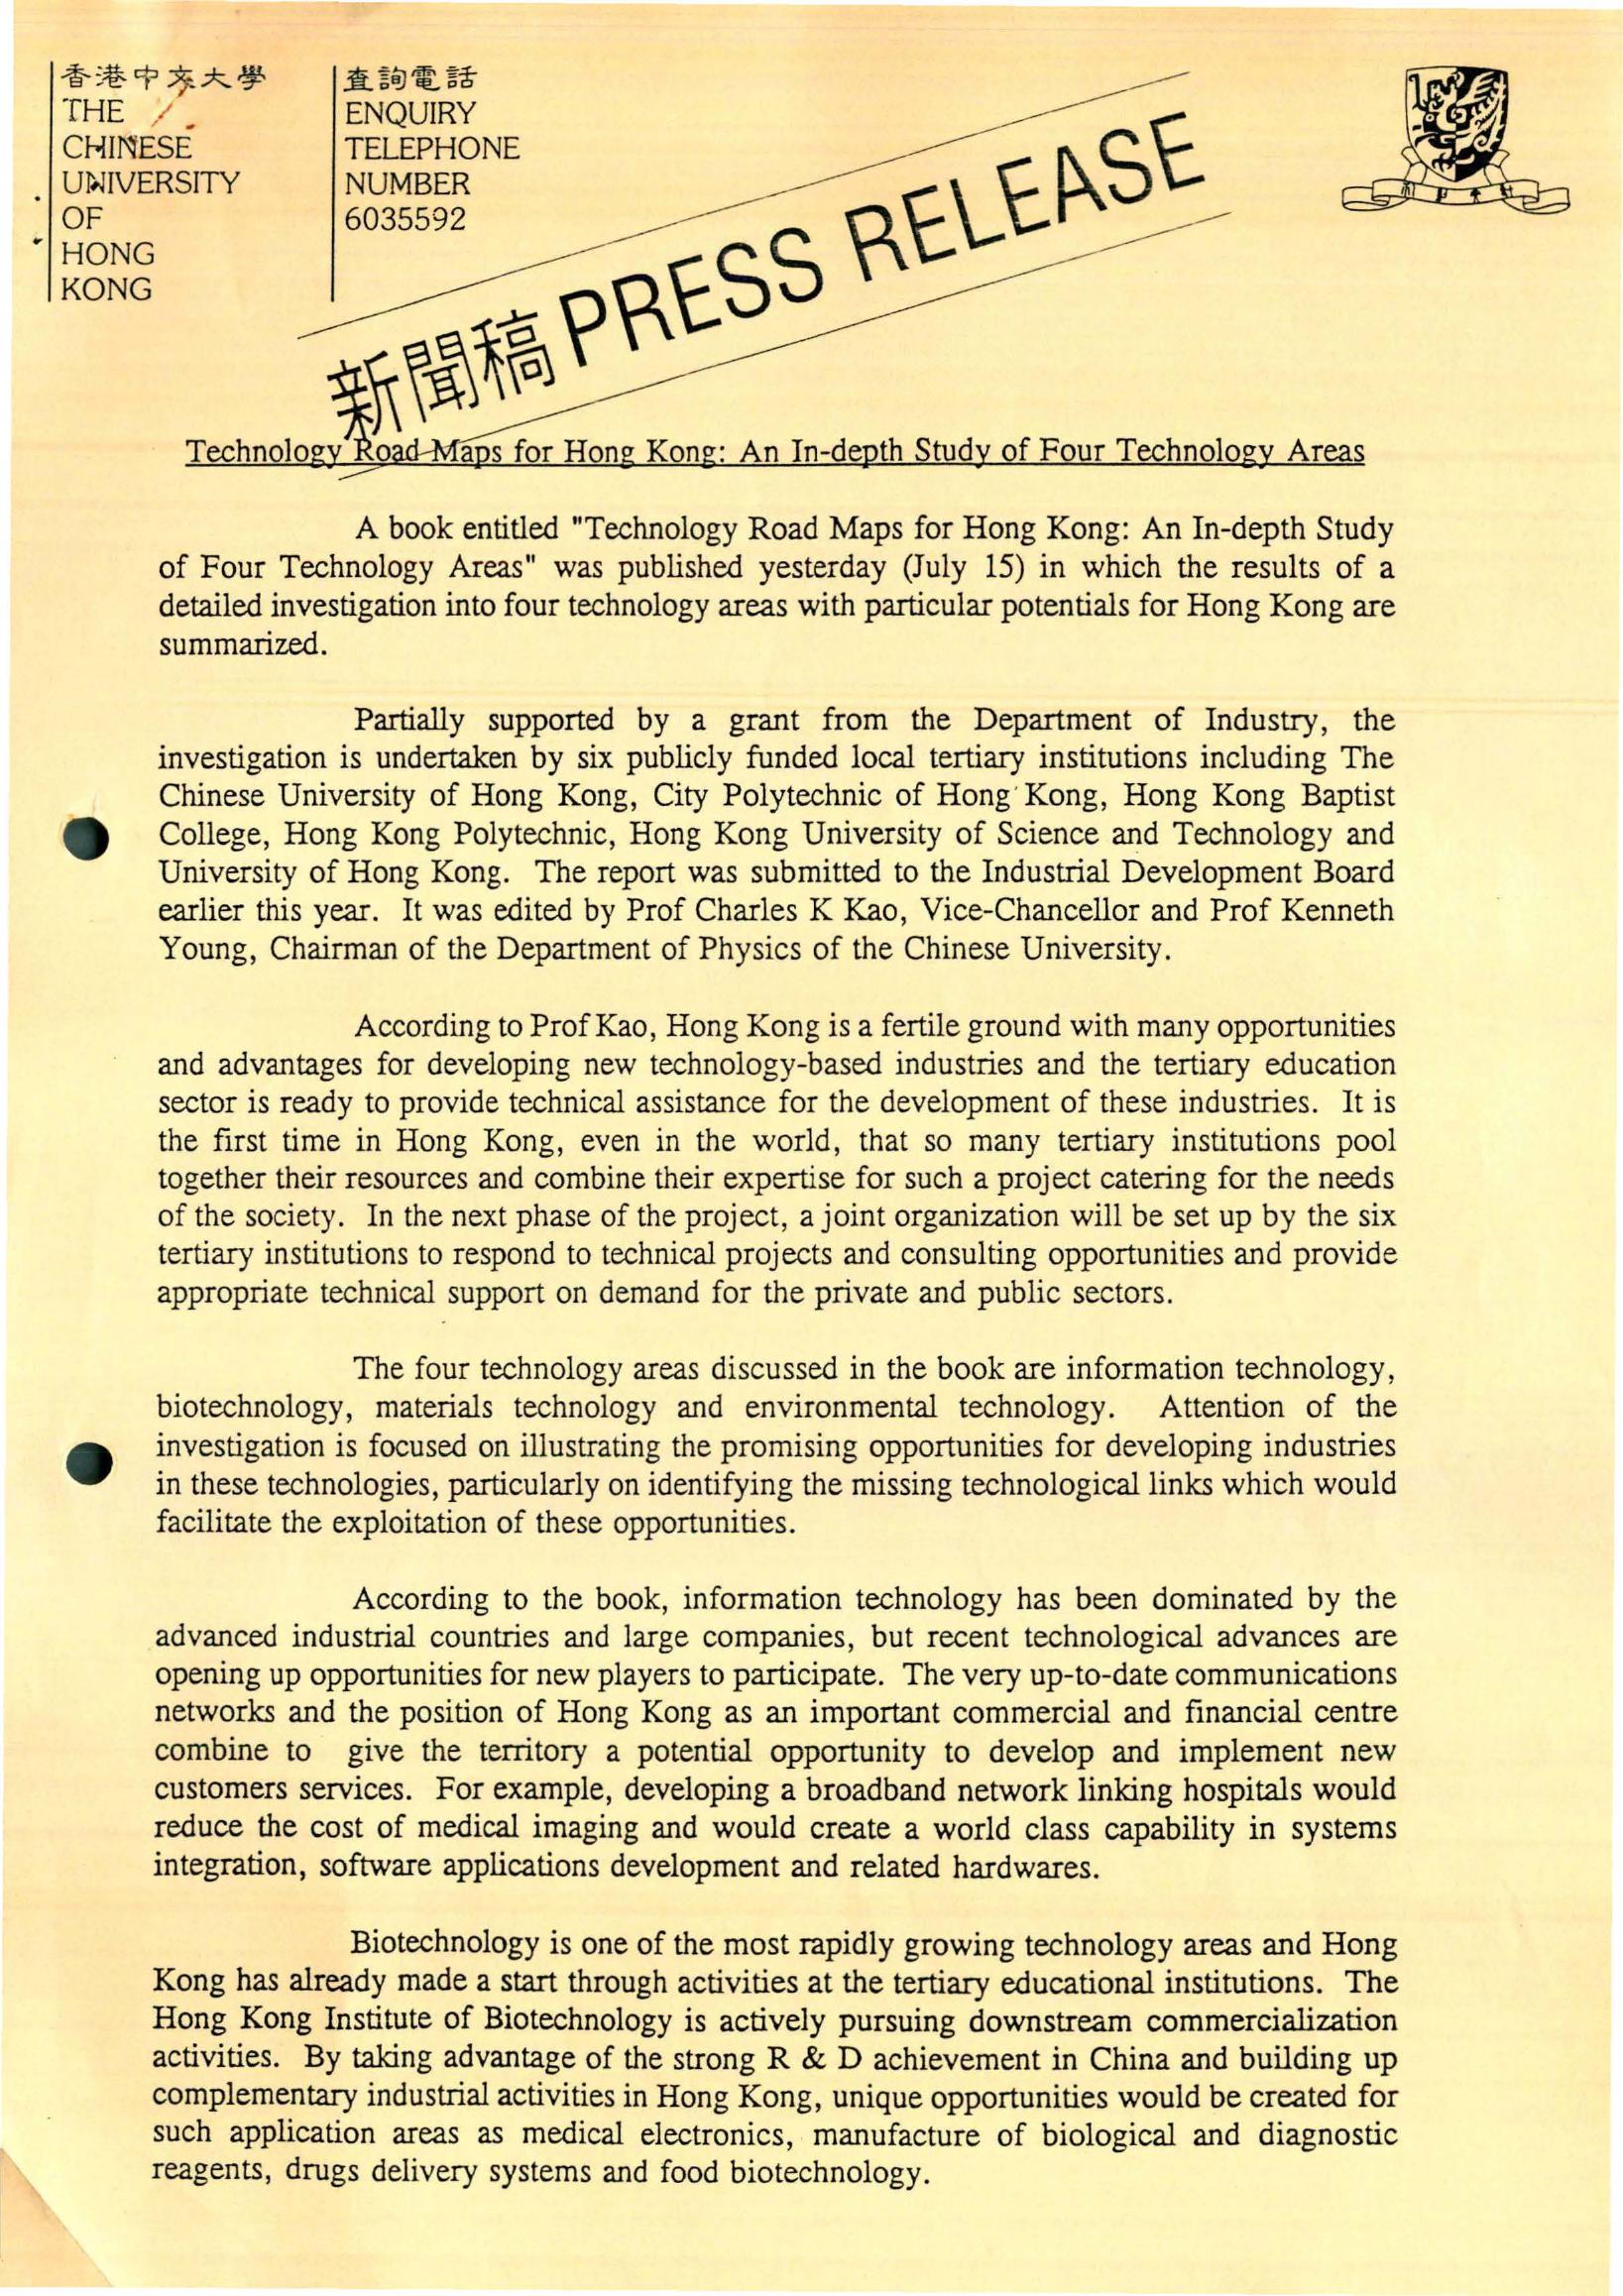 香港中文大學
THE
CHINESE
UNIVERSITY
OF
HONG
KONG
查詢電話
ENQUIRY
TELEPHONE
NUMBER
6035592
新聞稿 PRESS RELEASE
Technology Road Maps for Hong Kong: An In-depth Study of Four Technology Areas
A book entitled "Technology Road Maps for Hong Kong: An In-depth Study
of Four Technology Areas" was published yesterday (July 15) in which the results of a
detailed investigation into four technology areas with particular potentials for Hong Kong are
summarized.
Partially supported by a grant from the Department of Industry, the
investigation is undertaken by six publicly funded local tertiary institutions including The
Chinese University of Hong Kong, City Polytechnic of Hong Kong, Hong Kong Baptist
College, Hong Kong Polytechnic, Hong Kong University of Science and Technology and
University of Hong Kong. The report was submitted to the Industrial Development Board
earlier this year. It was edited by Prof Charles K Kao, Vice-Chancellor and Prof Kenneth
Young, Chairman of the Department of Physics of the Chinese University.
According to Prof Kao, Hong Kong is a fertile ground with many opportunities
and advantages for developing new technology-based industries and the tertiary education
sector is ready to provide technical assistance for the development of these industries. It is
the first time in Hong Kong, even in the world, that so many tertiary institutions pool
together their resources and combine their expertise for such a project catering for the needs
of the society. In the next phase of the project, a joint organization will be set up by the six
tertiary institutions to respond to technical projects and consulting opportunities and provide
appropriate technical support on demand for the private and public sectors.
The four technology areas discussed in the book are information technology,
biotechnology, materials technology and environmental technology. Attention of the
investigation is focused on illustrating the promising opportunities for developing industries
in these technologies, particularly on identifying the missing technological links which would
facilitate the exploitation of these opportunities.
According to the book, information technology has been dominated by the
advanced industrial countries and large companies, but recent technological advances are
opening up opportunities for new players to participate. The very up-to-date communications
networks and the position of Hong Kong as an important commercial and financial centre
combine to give the territory a potential opportunity to develop and implement new
customers services. For example, developing a broadband network linking hospitals would
reduce the cost of medical imaging and would create a world class capability in systems
integration, software applications development and related hardwares.
Biotechnology is one of the most rapidly growing technology areas and Hong
Kong has already made a start through activities at the tertiary educational institutions. The
Hong Kong Institute of Biotechnology is actively pursuing downstream commercialization
activities. By taking advantage of the strong R & D achievement in China and building up
complementary industrial activities in Hong Kong, unique opportunities would be created for
such application areas as medical electronics, manufacture of biological and diagnostic
reagents, drugs delivery systems and food biotechnology.